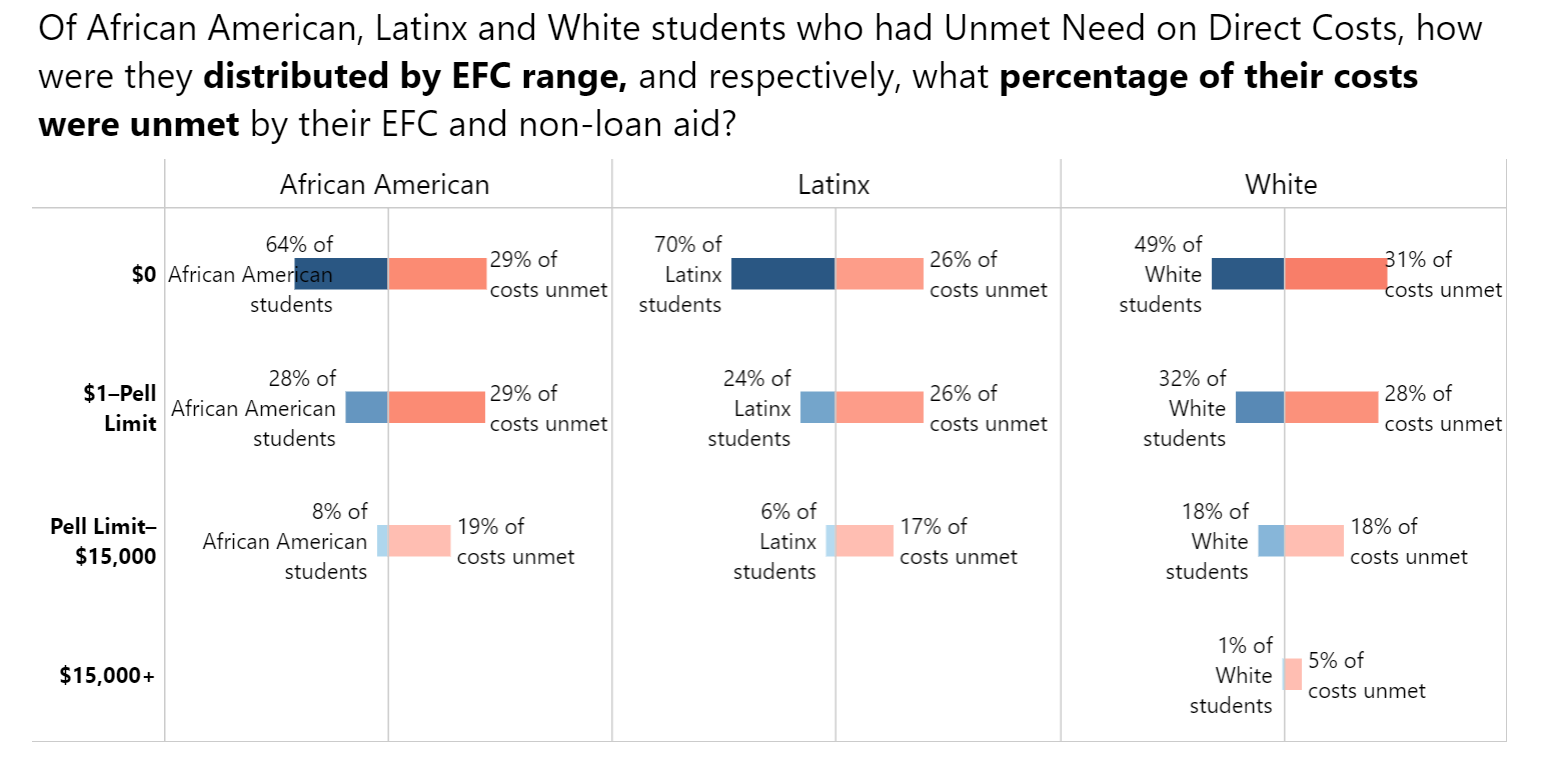 Of African American, Latinx and White students who had Unmet Need on Direct Costs, how
were they distributed by EFC range, and respectively, what percentage of their costs
were unmet by their EFC and non-loan aid?
African American
Latinx
White
$0
64% of
African American
students
29% of
costs unmet
70% of
Latinx
students
26% of
costs unmet
49% of
White
students
31% of
costs unmet
$1–Pell
Limit
28% of
African American
students
29% of
costs unmet
24% of
Latinx
students
26% of
costs unmet
32% of
White
students
28% of
costs unmet
Pell Limit–
$15,000
8% of
African American
students
19% of
costs unmet
6% of
Latinx
students
17% of
costs unmet
18% of
White
students
18% of
costs unmet
$15,000+
1% of
White
students
5% of
costs unmet